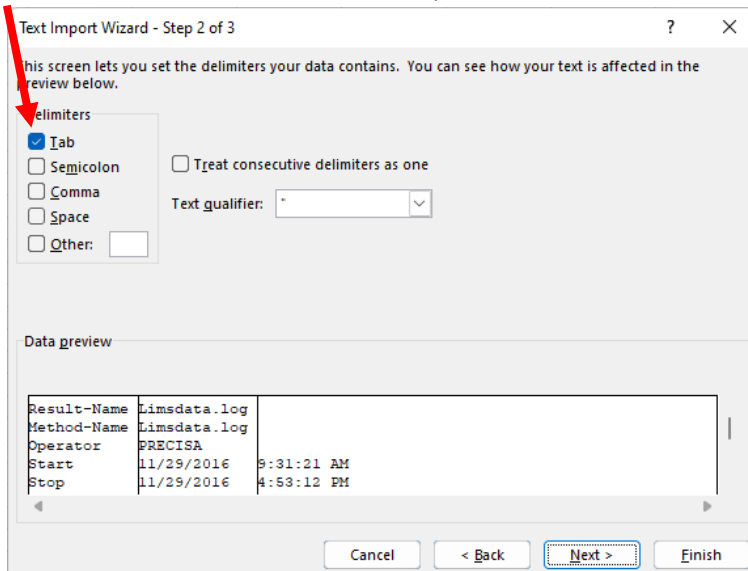 Text Import Wizard - Step 2 of 3 ? ×
This screen lets you set the delimiters your data contains. You can see how your text is affected in the
preview below.
Delimiters
Tab
Semicolon
Treat consecutive delimiters as one
Comma
Text qualifier: "
Space
Other:
Data preview
Result-Name Limsdata.log
Method-Name Limsdata.log
Operator PRECISA
Start 11/29/2016 9:31:21 AM
Stop 11/29/2016 4:53:12 PM
Cancel < Back Next > Finish